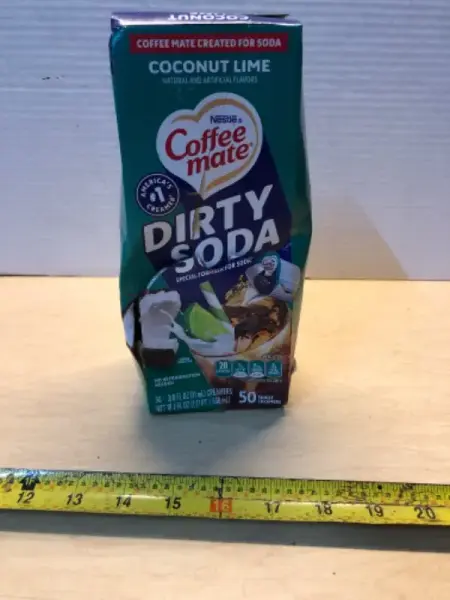 COCONUT LIME
COFFEE MATE CREATED FOR SODA
COCONUT LIME
NATURAL AND ARTIFICIAL FLAVORS
Nestlé
Coffee
mate
AMERICA'S
#1
CREAMER
DIRTY
SODA
SPECIAL FORMULA FOR SODA
50
12 13 14 15 16 17 18 19 20